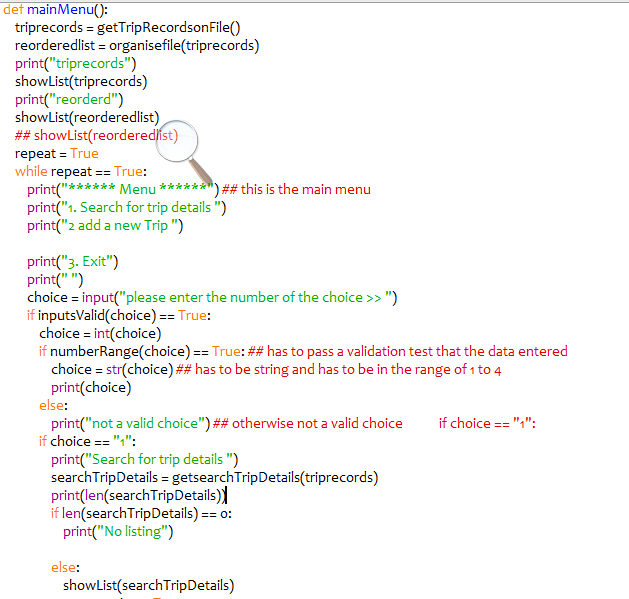 def mainMenu():
triprecords = getTripRecordsonFile()
reorderedlist = organisefile(triprecords)
print("triprecords")
showList(triprecords)
print("reorderd")
showList(reorderedlist)
## showList(reorderedlist)
repeat = True
while repeat == True:
print("****** Menu ******") ## this is the main menu
print("1. Search for trip details ")
print("2 add a new Trip ")
print("3. Exit")
print(" ")
choice = input("please enter the number of the choice >> ")
if inputsValid(choice) == True:
choice = int(choice)
if numberRange(choice) == True: ## has to pass a validation test that the data entered
choice = str(choice) ## has to be string and has to be in the range of 1 to 4
print(choice)
else:
print("not a valid choice") ## otherwise not a valid choice if choice == "1":
if choice == "1":
print("Search for trip details ")
searchTripDetails = getsearchTripDetails(triprecords)
print(len(searchTripDetails))
if len(searchTripDetails) == 0:
print("No listing")
else:
showList(searchTripDetails)